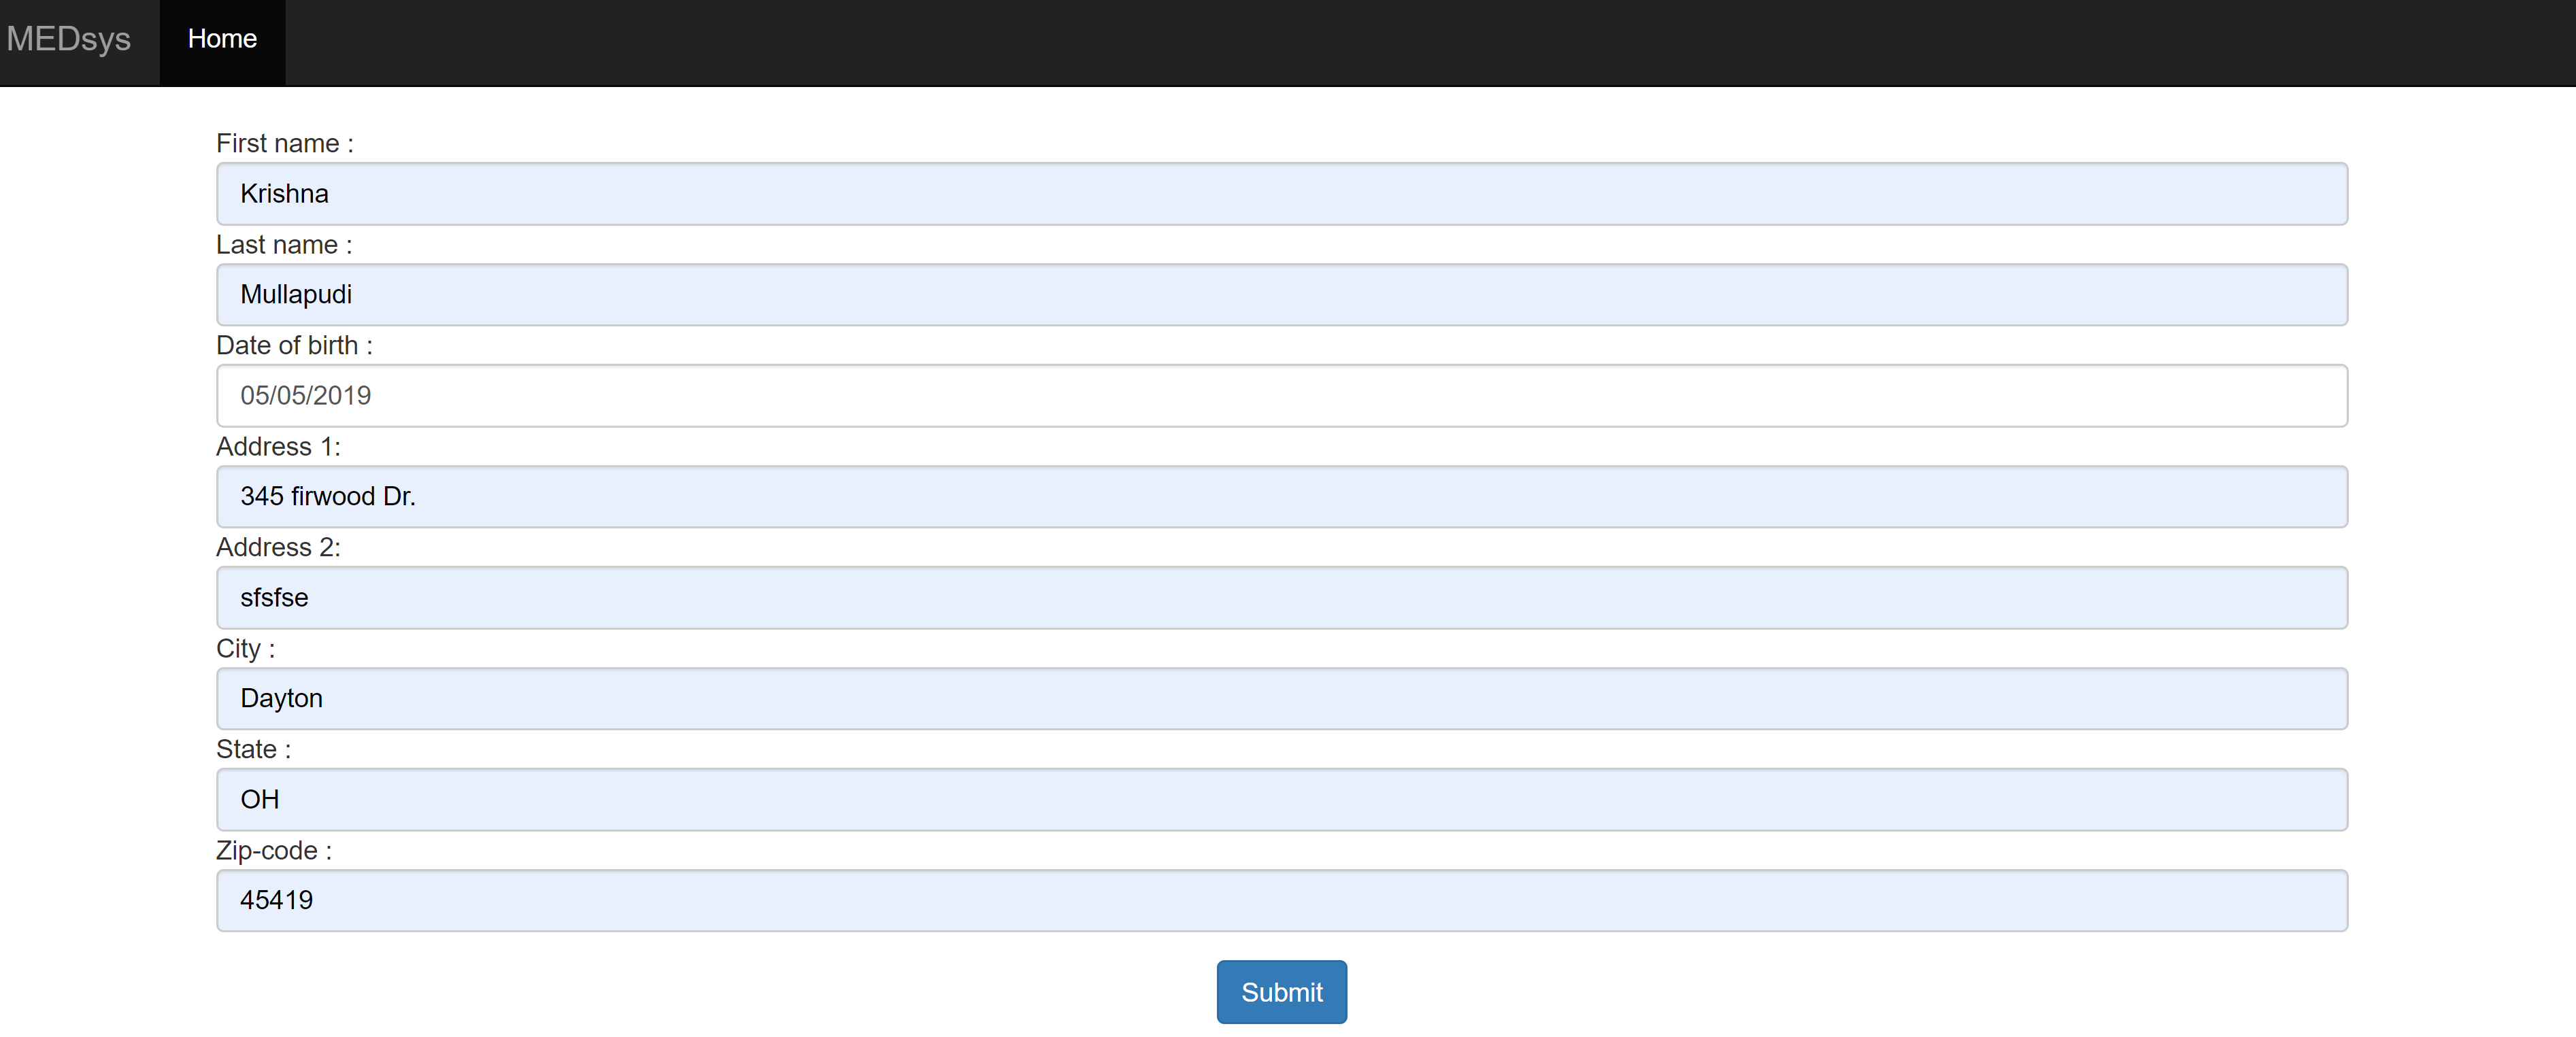 MEDsys Home
First name :
Krishna
Last name :
Mullapudi
Date of birth :
05/05/2019
Address 1:
345 firwood Dr.
Address 2:
sfsfse
City :
Dayton
State :
OH
Zip-code :
45419
Submit